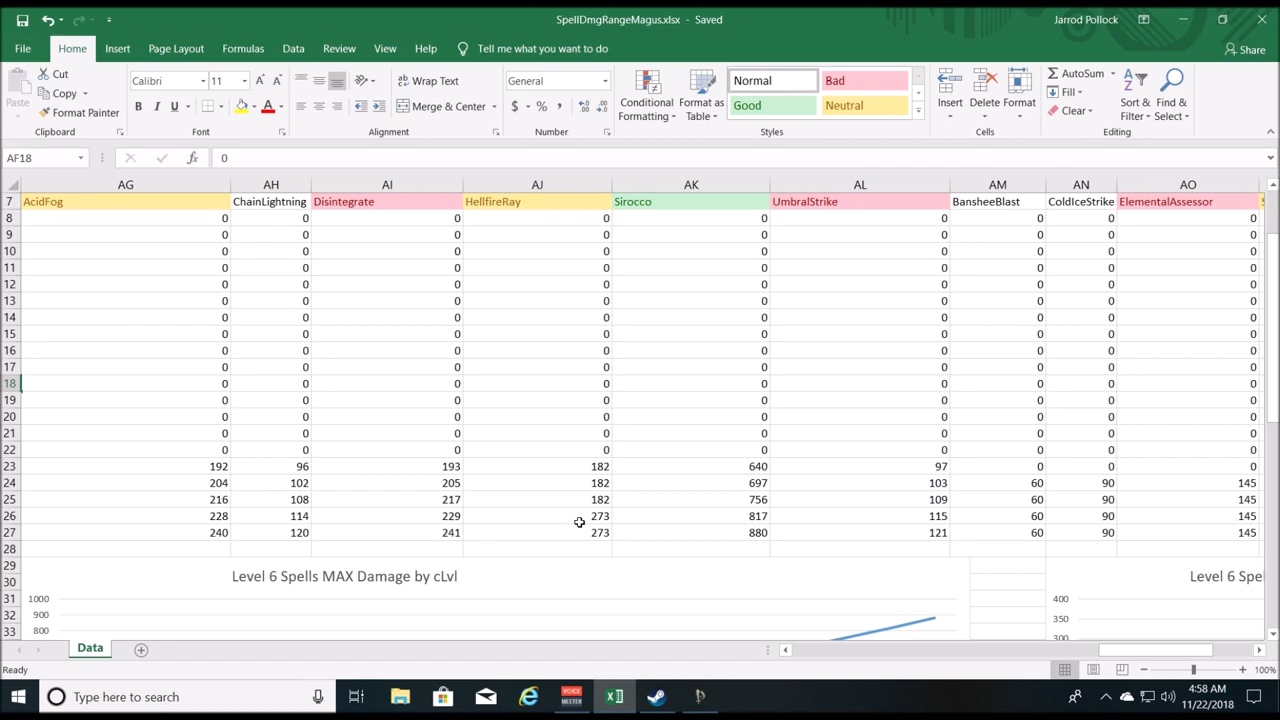 SpellDmgRangeMagus.xlsx - Saved
Jarrod Pollock
File Home Insert Page Layout Formulas Data Review View Help Tell me what you want to do Share
Paste
Cut
Copy
Format Painter
Clipboard
Calibri 11
B I U
Font
Wrap Text
Merge & Center
Alignment
General
$ % ,
Number
Conditional Formatting
Format as Table
Normal Bad
Good Neutral
Styles
Insert Delete Format
Cells
AutoSum
Fill
Clear
Sort & Filter
Find & Select
Editing
AF18 fx 0
AG AH AI AJ AK AL AM AN AO
7 AcidFog ChainLightning Disintegrate HellfireRay Sirocco UmbralStrike BansheeBlast ColdIceStrike ElementalAssessor
8 0 0 0 0 0 0 0 0 0
9 0 0 0 0 0 0 0 0 0
10 0 0 0 0 0 0 0 0 0
11 0 0 0 0 0 0 0 0 0
12 0 0 0 0 0 0 0 0 0
13 0 0 0 0 0 0 0 0 0
14 0 0 0 0 0 0 0 0 0
15 0 0 0 0 0 0 0 0 0
16 0 0 0 0 0 0 0 0 0
17 0 0 0 0 0 0 0 0 0
18 0 0 0 0 0 0 0 0 0
19 0 0 0 0 0 0 0 0 0
20 0 0 0 0 0 0 0 0 0
21 0 0 0 0 0 0 0 0 0
22 0 0 0 0 0 0 0 0 0
23 192 96 193 182 640 97 0 0 0
24 204 102 205 182 697 103 60 90 145
25 216 108 217 182 756 109 60 90 145
26 228 114 229 273 817 115 60 90 145
27 240 120 241 273 880 121 60 90 145
28
29
30 Level 6 Spells MAX Damage by cLvl Level 6 Spel
31 1000 400
32 900 350
33 800 300
Data
Ready
100%
Type here to search
VOICE MEETER
4:58 AM
11/22/2018